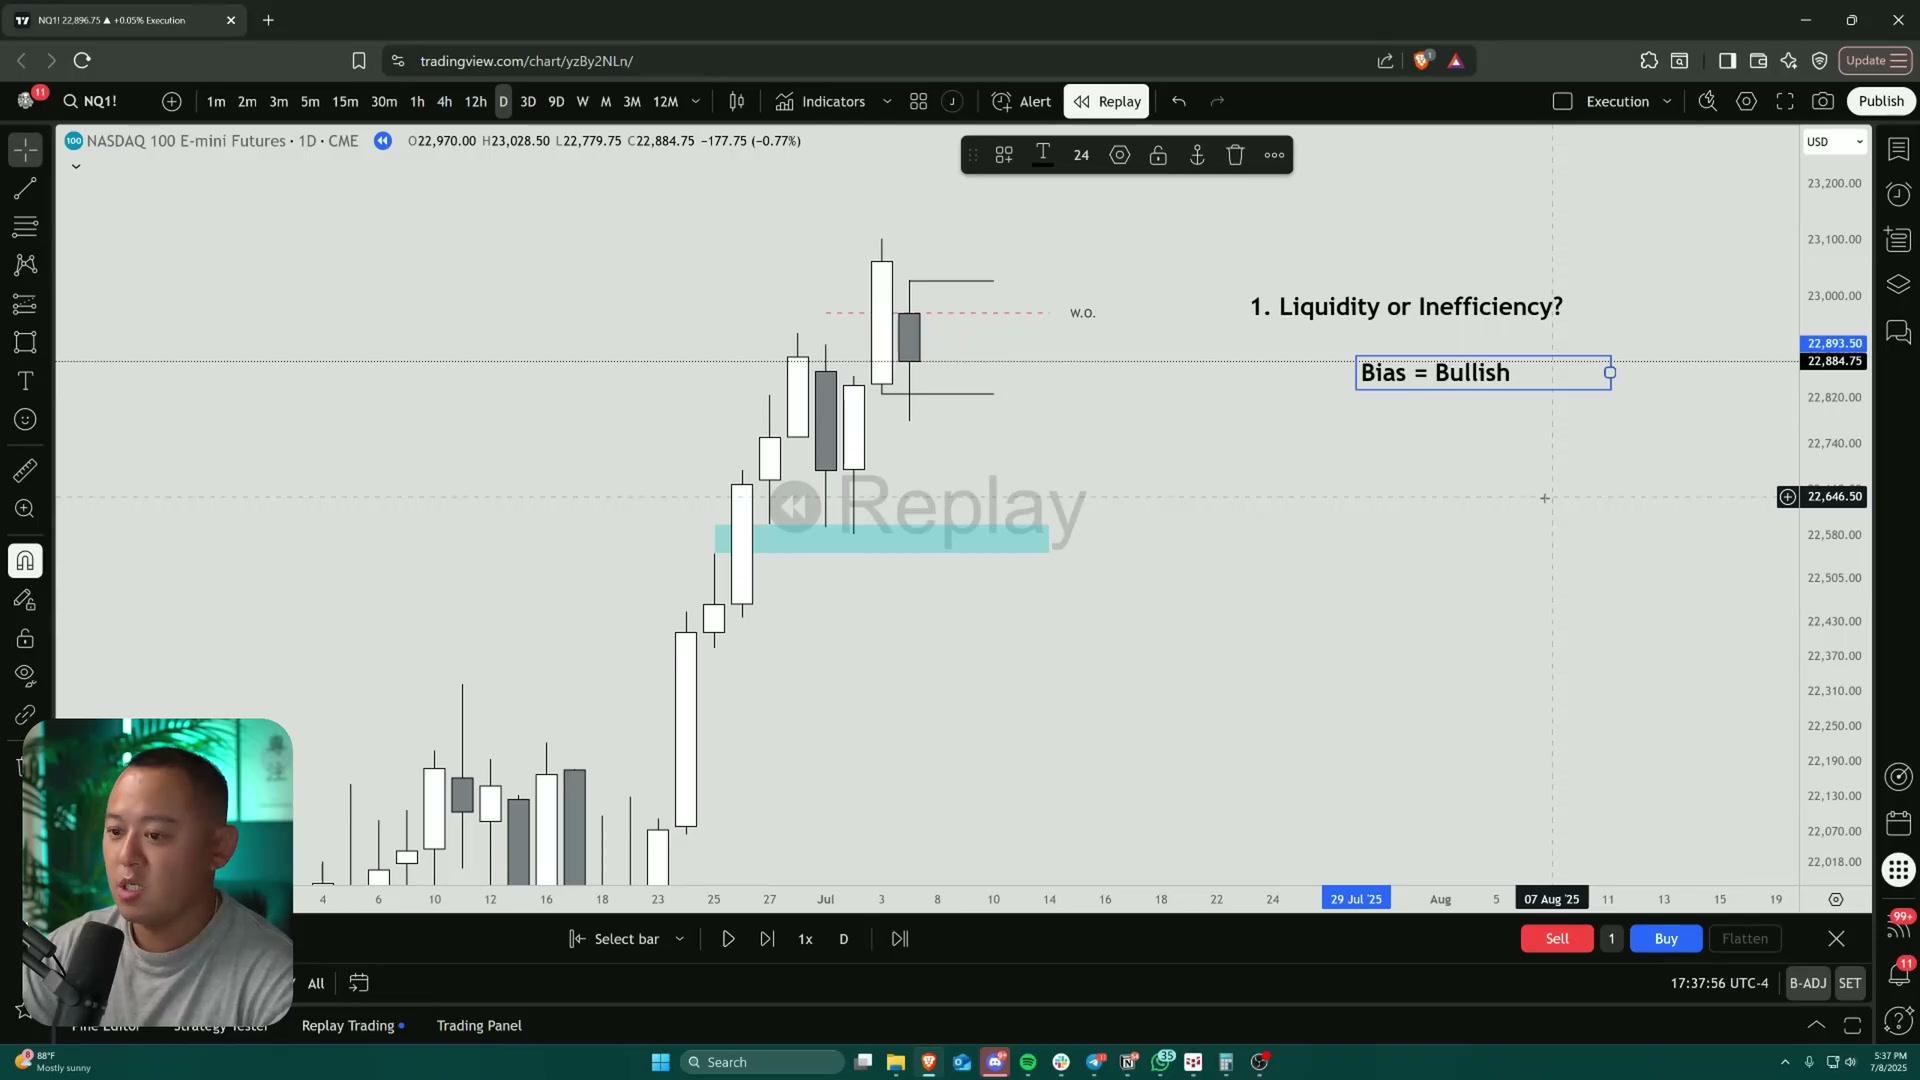 NQ1! 22,896.75 ▲ +0.05% Execution
tradingview.com/chart/yzBy2NLn/
Update
11
NQ1!
1m 2m 3m 5m 15m 30m 1h 4h 12h D 3D 9D W M 3M 12M
Indicators
J
Alert
Replay
Execution
Publish
100 NASDAQ 100 E-mini Futures · 1D · CME
O22,970.00 H23,028.50 L22,779.75 C22,884.75 −177.75 (−0.77%)
24
USD
23,200.00
23,100.00
23,000.00
22,893.50
22,884.75
22,820.00
22,740.00
22,646.50
22,580.00
22,505.00
22,430.00
22,370.00
22,310.00
22,250.00
22,190.00
22,130.00
22,070.00
22,018.00
W.O.
1. Liquidity or Inefficiency?
Bias = Bullish
Replay
4 6 10 12 16 18 23 25 27 Jul 3 8 10 14 16 18 22 24 29 Jul '25 Aug 5 07 Aug '25 11 13 15 19
Select bar
1x
D
Sell
1
Buy
Flatten
99+
All
17:37:56 UTC-4
B-ADJ
SET
11
Strategy Tester
Replay Trading
Trading Panel
88°F
Mostly sunny
Search
35
5:37 PM
7/8/2025